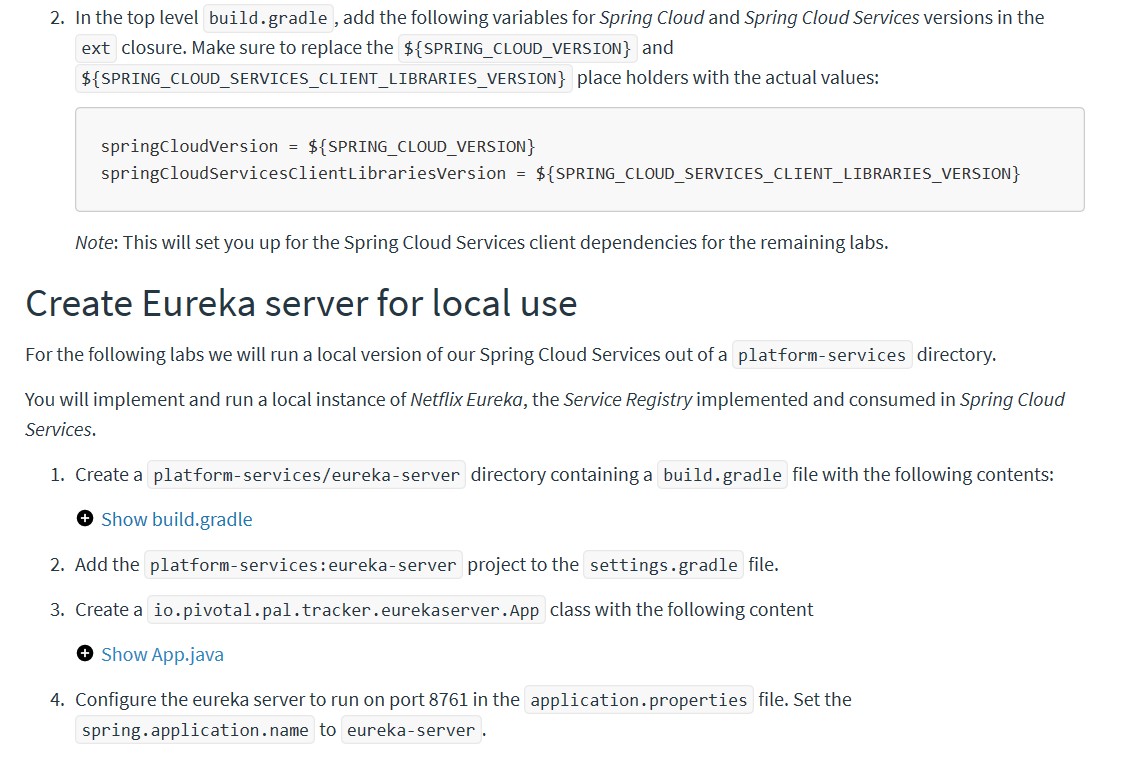 2. In the top level build.gradle, add the following variables for Spring Cloud and Spring Cloud Services versions in the
ext closure. Make sure to replace the ${SPRING_CLOUD_VERSION} and
${SPRING_CLOUD_SERVICES_CLIENT_LIBRARIES_VERSION} place holders with the actual values:
springCloudVersion = ${SPRING_CLOUD_VERSION}
springCloudServicesClientLibrariesVersion = ${SPRING_CLOUD_SERVICES_CLIENT_LIBRARIES_VERSION}
Note: This will set you up for the Spring Cloud Services client dependencies for the remaining labs.
Create Eureka server for local use
For the following labs we will run a local version of our Spring Cloud Services out of a platform-services directory.
You will implement and run a local instance of Netflix Eureka, the Service Registry implemented and consumed in Spring Cloud
Services.
1. Create a platform-services/eureka-server directory containing a build.gradle file with the following contents:
Show build.gradle
2. Add the platform-services:eureka-server project to the settings.gradle file.
3. Create a io.pivotal.pal.tracker.eurekaserver.App class with the following content
Show App.java
4. Configure the eureka server to run on port 8761 in the application.properties file. Set the
spring.application.name to eureka-server.